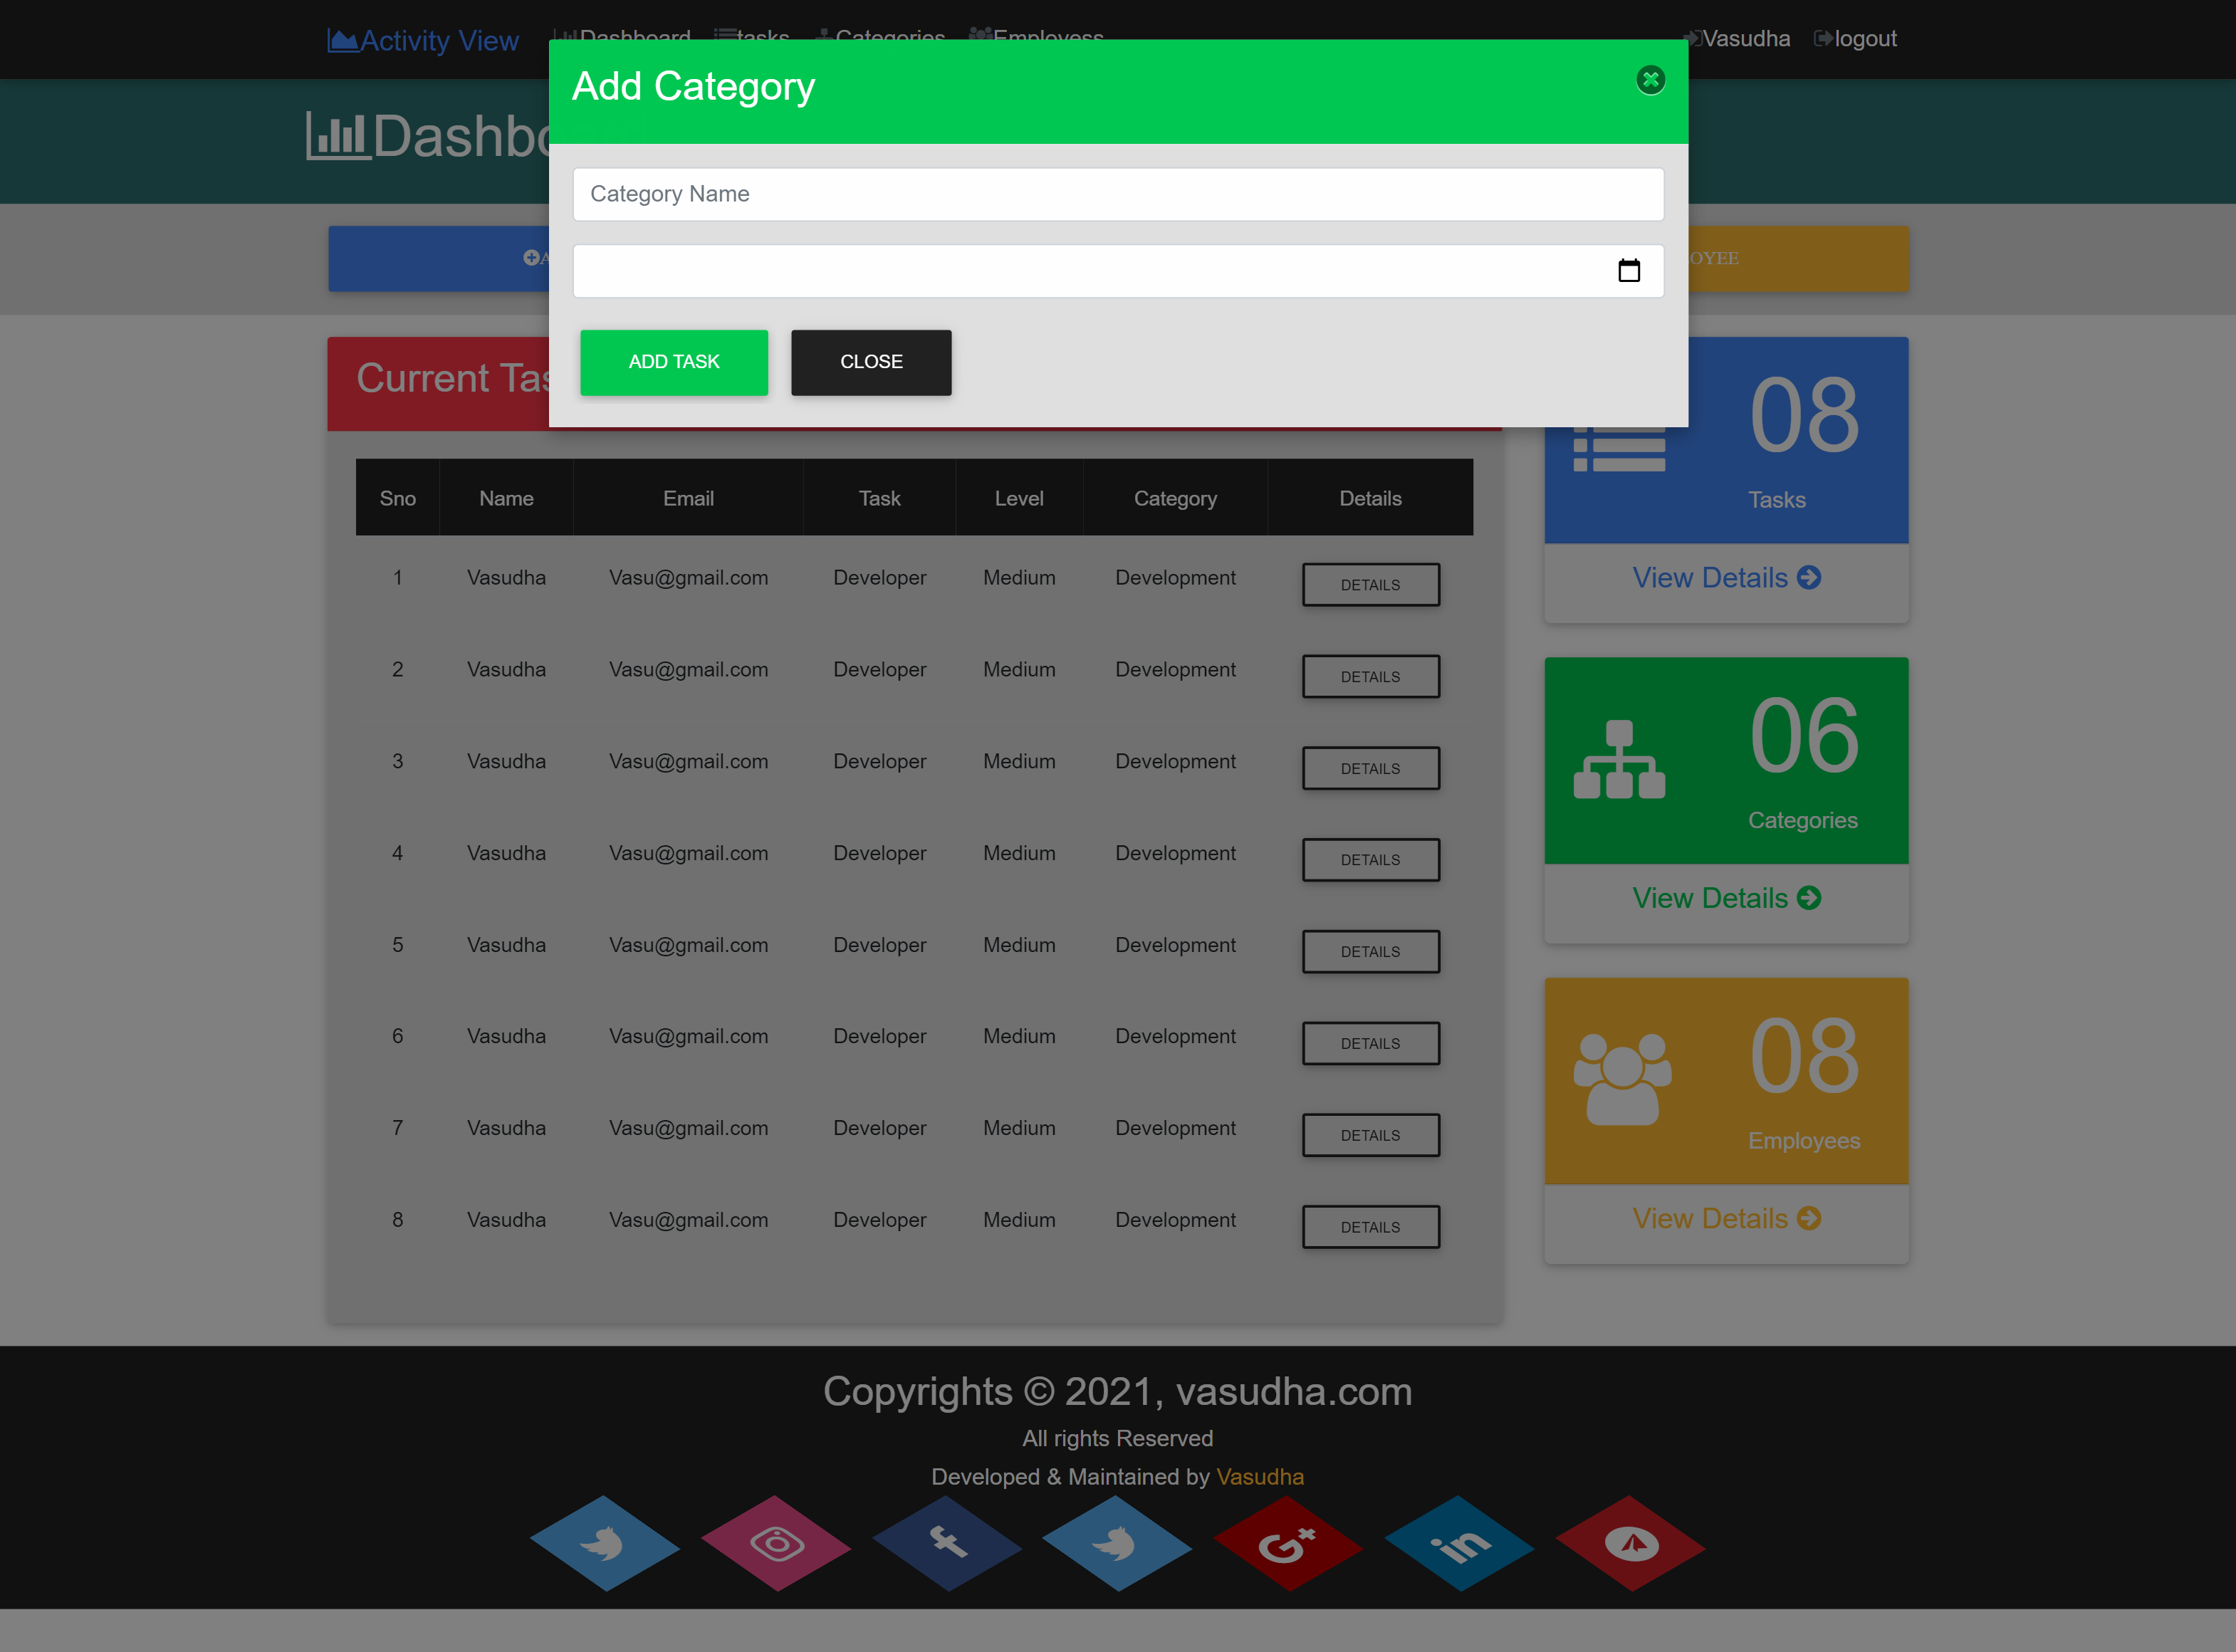 Activity View Dashboard tasks Categories Employess Vasudha logout
Add Category
Category Name
ADD TASK CLOSE
Sno Name Email Task Level Category Details
1 Vasudha Vasu@gmail.com Developer Medium Development DETAILS
2 Vasudha Vasu@gmail.com Developer Medium Development DETAILS
3 Vasudha Vasu@gmail.com Developer Medium Development DETAILS
4 Vasudha Vasu@gmail.com Developer Medium Development DETAILS
5 Vasudha Vasu@gmail.com Developer Medium Development DETAILS
6 Vasudha Vasu@gmail.com Developer Medium Development DETAILS
7 Vasudha Vasu@gmail.com Developer Medium Development DETAILS
8 Vasudha Vasu@gmail.com Developer Medium Development DETAILS
Current
08
Tasks
View Details
06
Categories
View Details
08
Employees
View Details
Copyrights © 2021, vasudha.com
All rights Reserved
Developed & Maintained by Vasudha